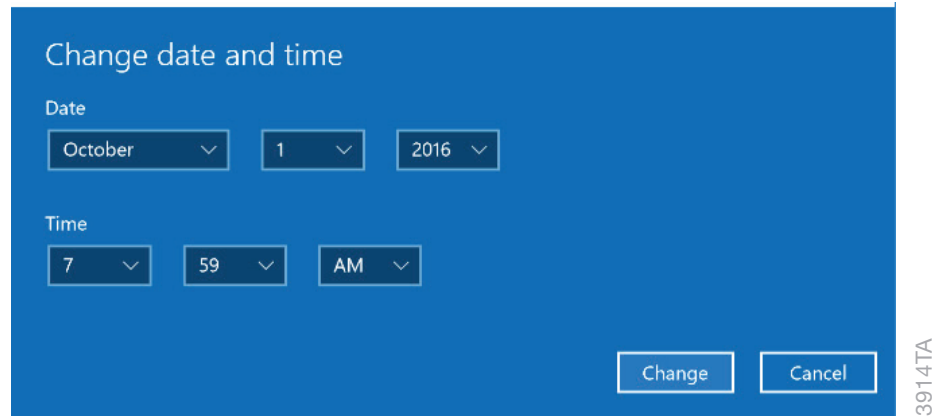 Change date and time
Date
October 1 2016
Time
7 59 AM
Change Cancel
3914TA